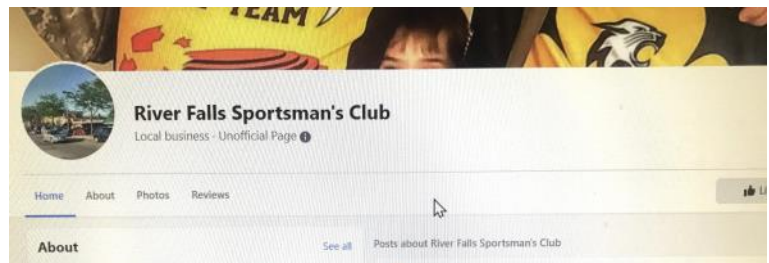 TEAM
River Falls Sportsman's Club
Local business · Unofficial Page
Home About Photos Reviews
Li
About
See all
Posts about River Falls Sportsman's Club